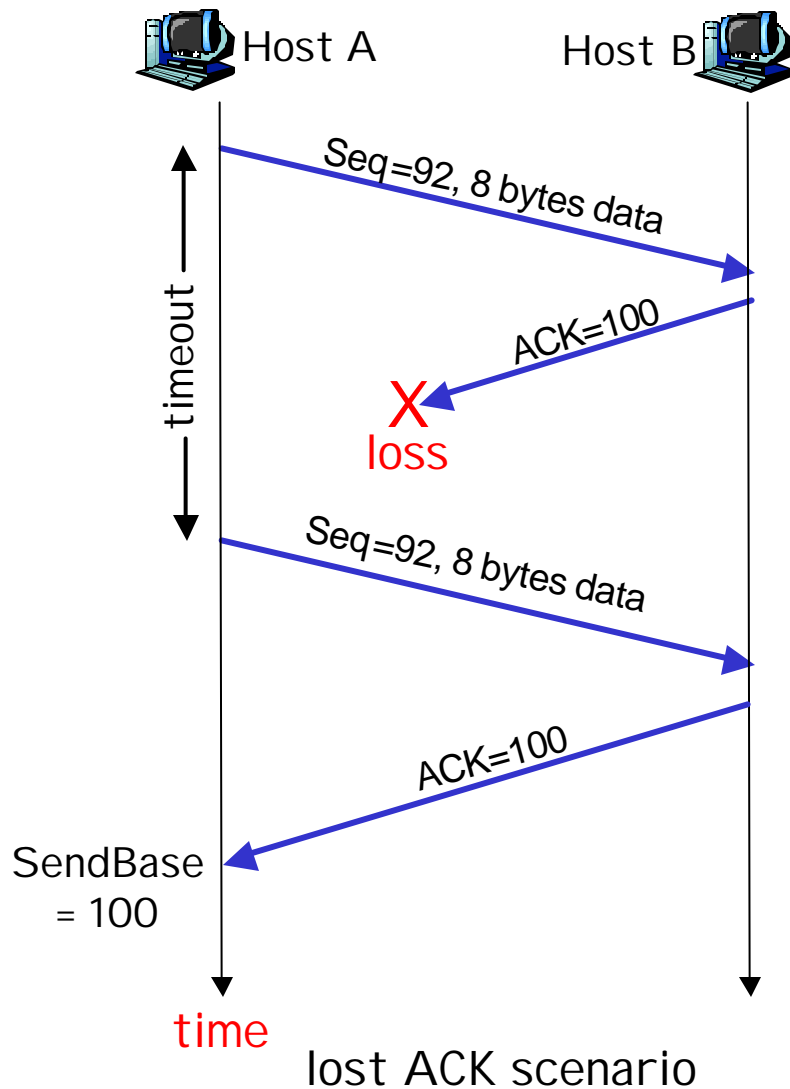 Host A
Host B
Seq=92, 8 bytes data
timeout
ACK=100
X
loss
Seq=92, 8 bytes data
ACK=100
SendBase
= 100
time
lost ACK scenario